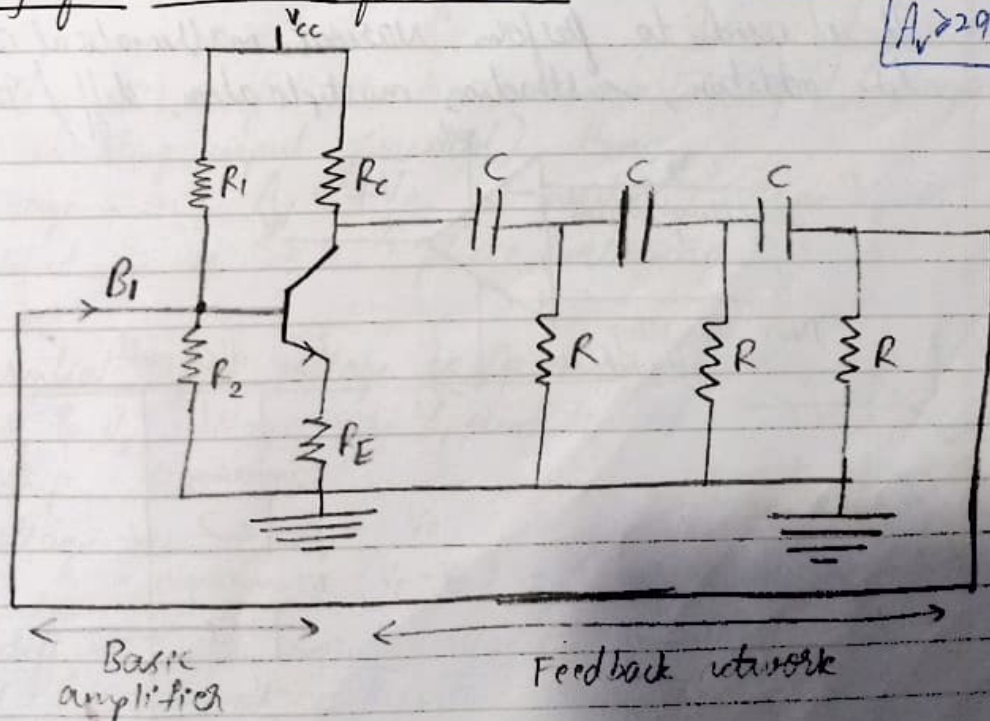 VCC
Av ≥ 29
R1
RC
C
C
C
B1
R2
R
R
R
RE
Basic
amplifier
Feedback network